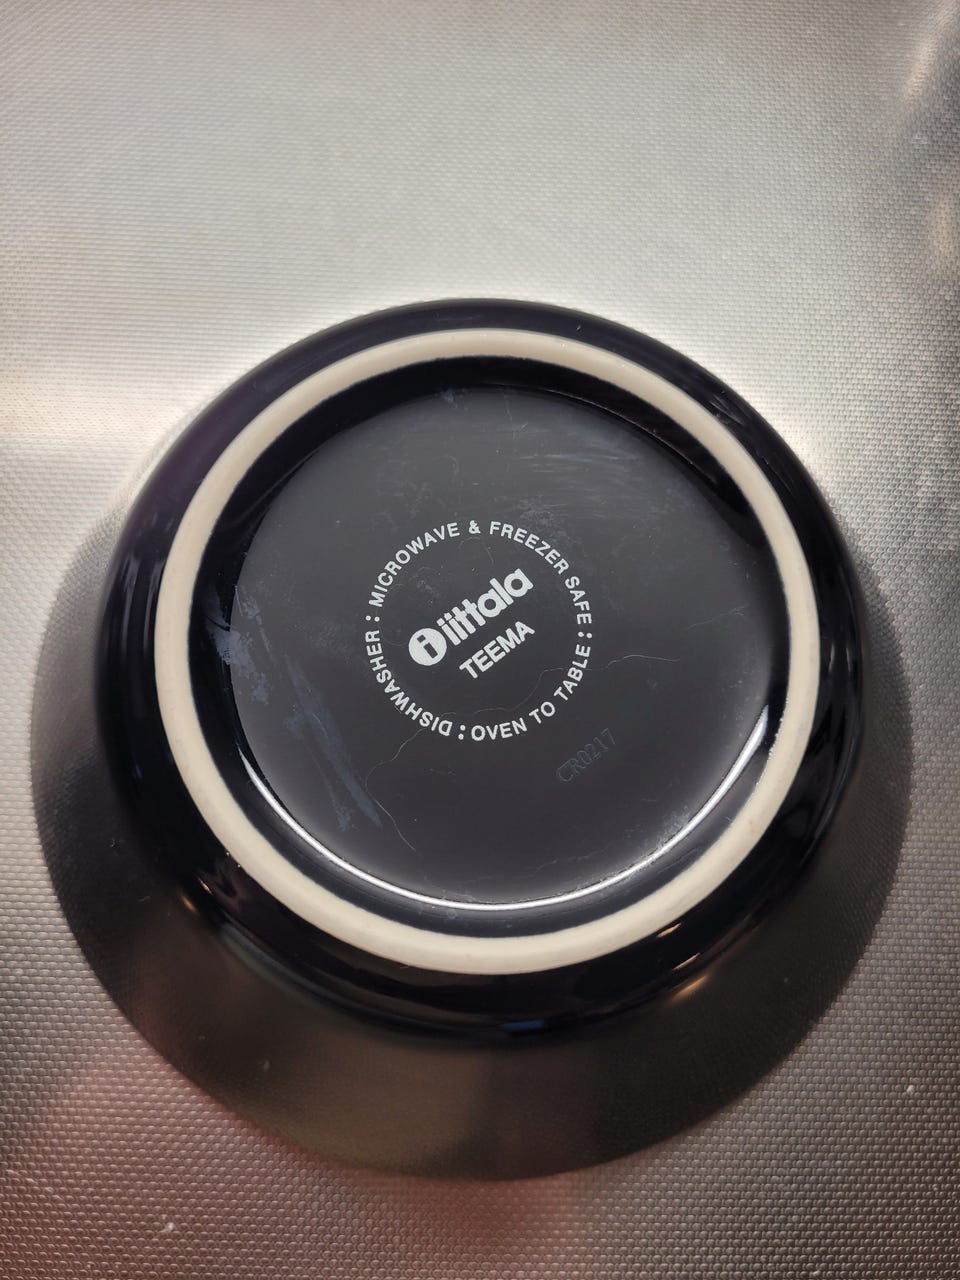 MICROWAVE & FREEZER SAFE : OVEN TO TABLE : DISHWASHER :
iittala
TEEMA
CR0217